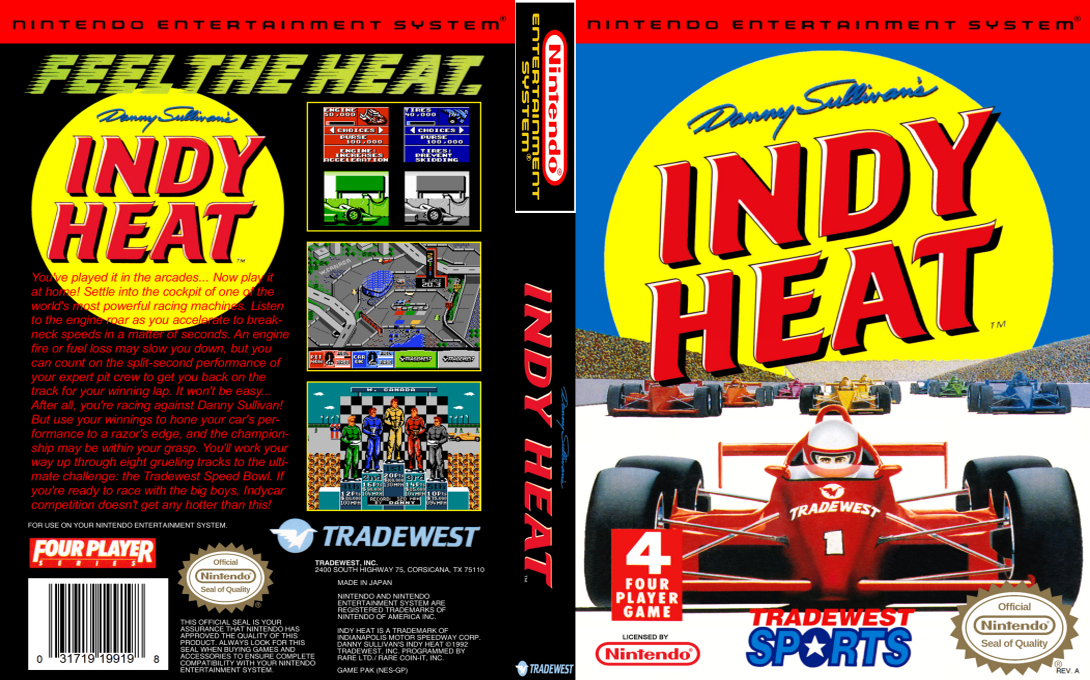 NINTENDO ENTERTAINMENT SYSTEM®
FEEL THE HEAT.
Danny Sullivan's
INDY
HEAT
TM
You've played it in the arcades... Now play it
at home! Settle into the cockpit of one of the
world's most powerful racing machines. Listen
to the engine roar as you accelerate to break-
neck speeds in a matter of seconds. An engine
fire or fuel loss may slow you down, but you
can count on the split-second performance of
your expert pit crew to get you back on the
track for your winning lap. It won't be easy...
After all, you're racing against Danny Sullivan!
But use your winnings to hone your car's per-
formance to a razor's edge, and the champion-
ship may be within your grasp. You'll work your
way up through eight grueling tracks to the ulti-
mate challenge: the Tradewest Speed Bowl. If
you're ready to race with the big boys, Indycar
competition doesn't get any hotter than this!
ENGINE
50,000
CHOICES
PURSE
100,000
ENGINE
INCREASES
ACCELERATION
TIRES
40,000
CHOICES
PURSE
100,000
TIRES
PREVENT
SKIDDING
TRADEWEST
TRADEWEST
W. CANADA
FOR USE ON YOUR NINTENDO ENTERTAINMENT SYSTEM.
FOUR PLAYER
SERIES
Official
Nintendo®
Seal of Quality
®
0 31719 19919 8
THIS OFFICIAL SEAL IS YOUR
ASSURANCE THAT NINTENDO HAS
APPROVED THE QUALITY OF THIS
PRODUCT. ALWAYS LOOK FOR THIS
SEAL WHEN BUYING GAMES AND
ACCESSORIES TO ENSURE COMPLETE
COMPATIBILITY WITH YOUR NINTENDO
ENTERTAINMENT SYSTEM.
TRADEWEST
TRADEWEST, INC.
2400 SOUTH HIGHWAY 75, CORSICANA, TX 75110
MADE IN JAPAN
NINTENDO AND NINTENDO
ENTERTAINMENT SYSTEM ARE
REGISTERED TRADEMARKS OF
NINTENDO OF AMERICA INC.
INDY HEAT IS A TRADEMARK OF
INDIANAPOLIS MOTOR SPEEDWAY CORP.
DANNY SULLIVAN'S INDY HEAT © 1992
TRADEWEST, INC. PROGRAMMED BY
RARE LTD./ RARE COIN-IT, INC.
GAME PAK (NES-GP)
Nintendo®
ENTERTAINMENT
SYSTEM®
Danny Sullivan's
INDY HEAT
TM
TRADEWEST
NINTENDO ENTERTAINMENT SYSTEM®
Danny Sullivan's
INDY
HEAT
TM
TRADEWEST
1
4
FOUR
PLAYER
GAME
LICENSED BY
Nintendo®
TRADEWEST
SPORTS
Official
Nintendo®
Seal of Quality
®
REV. A